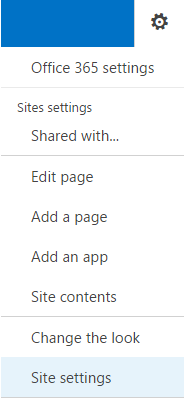 Office 365 settings
Sites settings
Shared with...
Edit page
Add a page
Add an app
Site contents
Change the look
Site settings